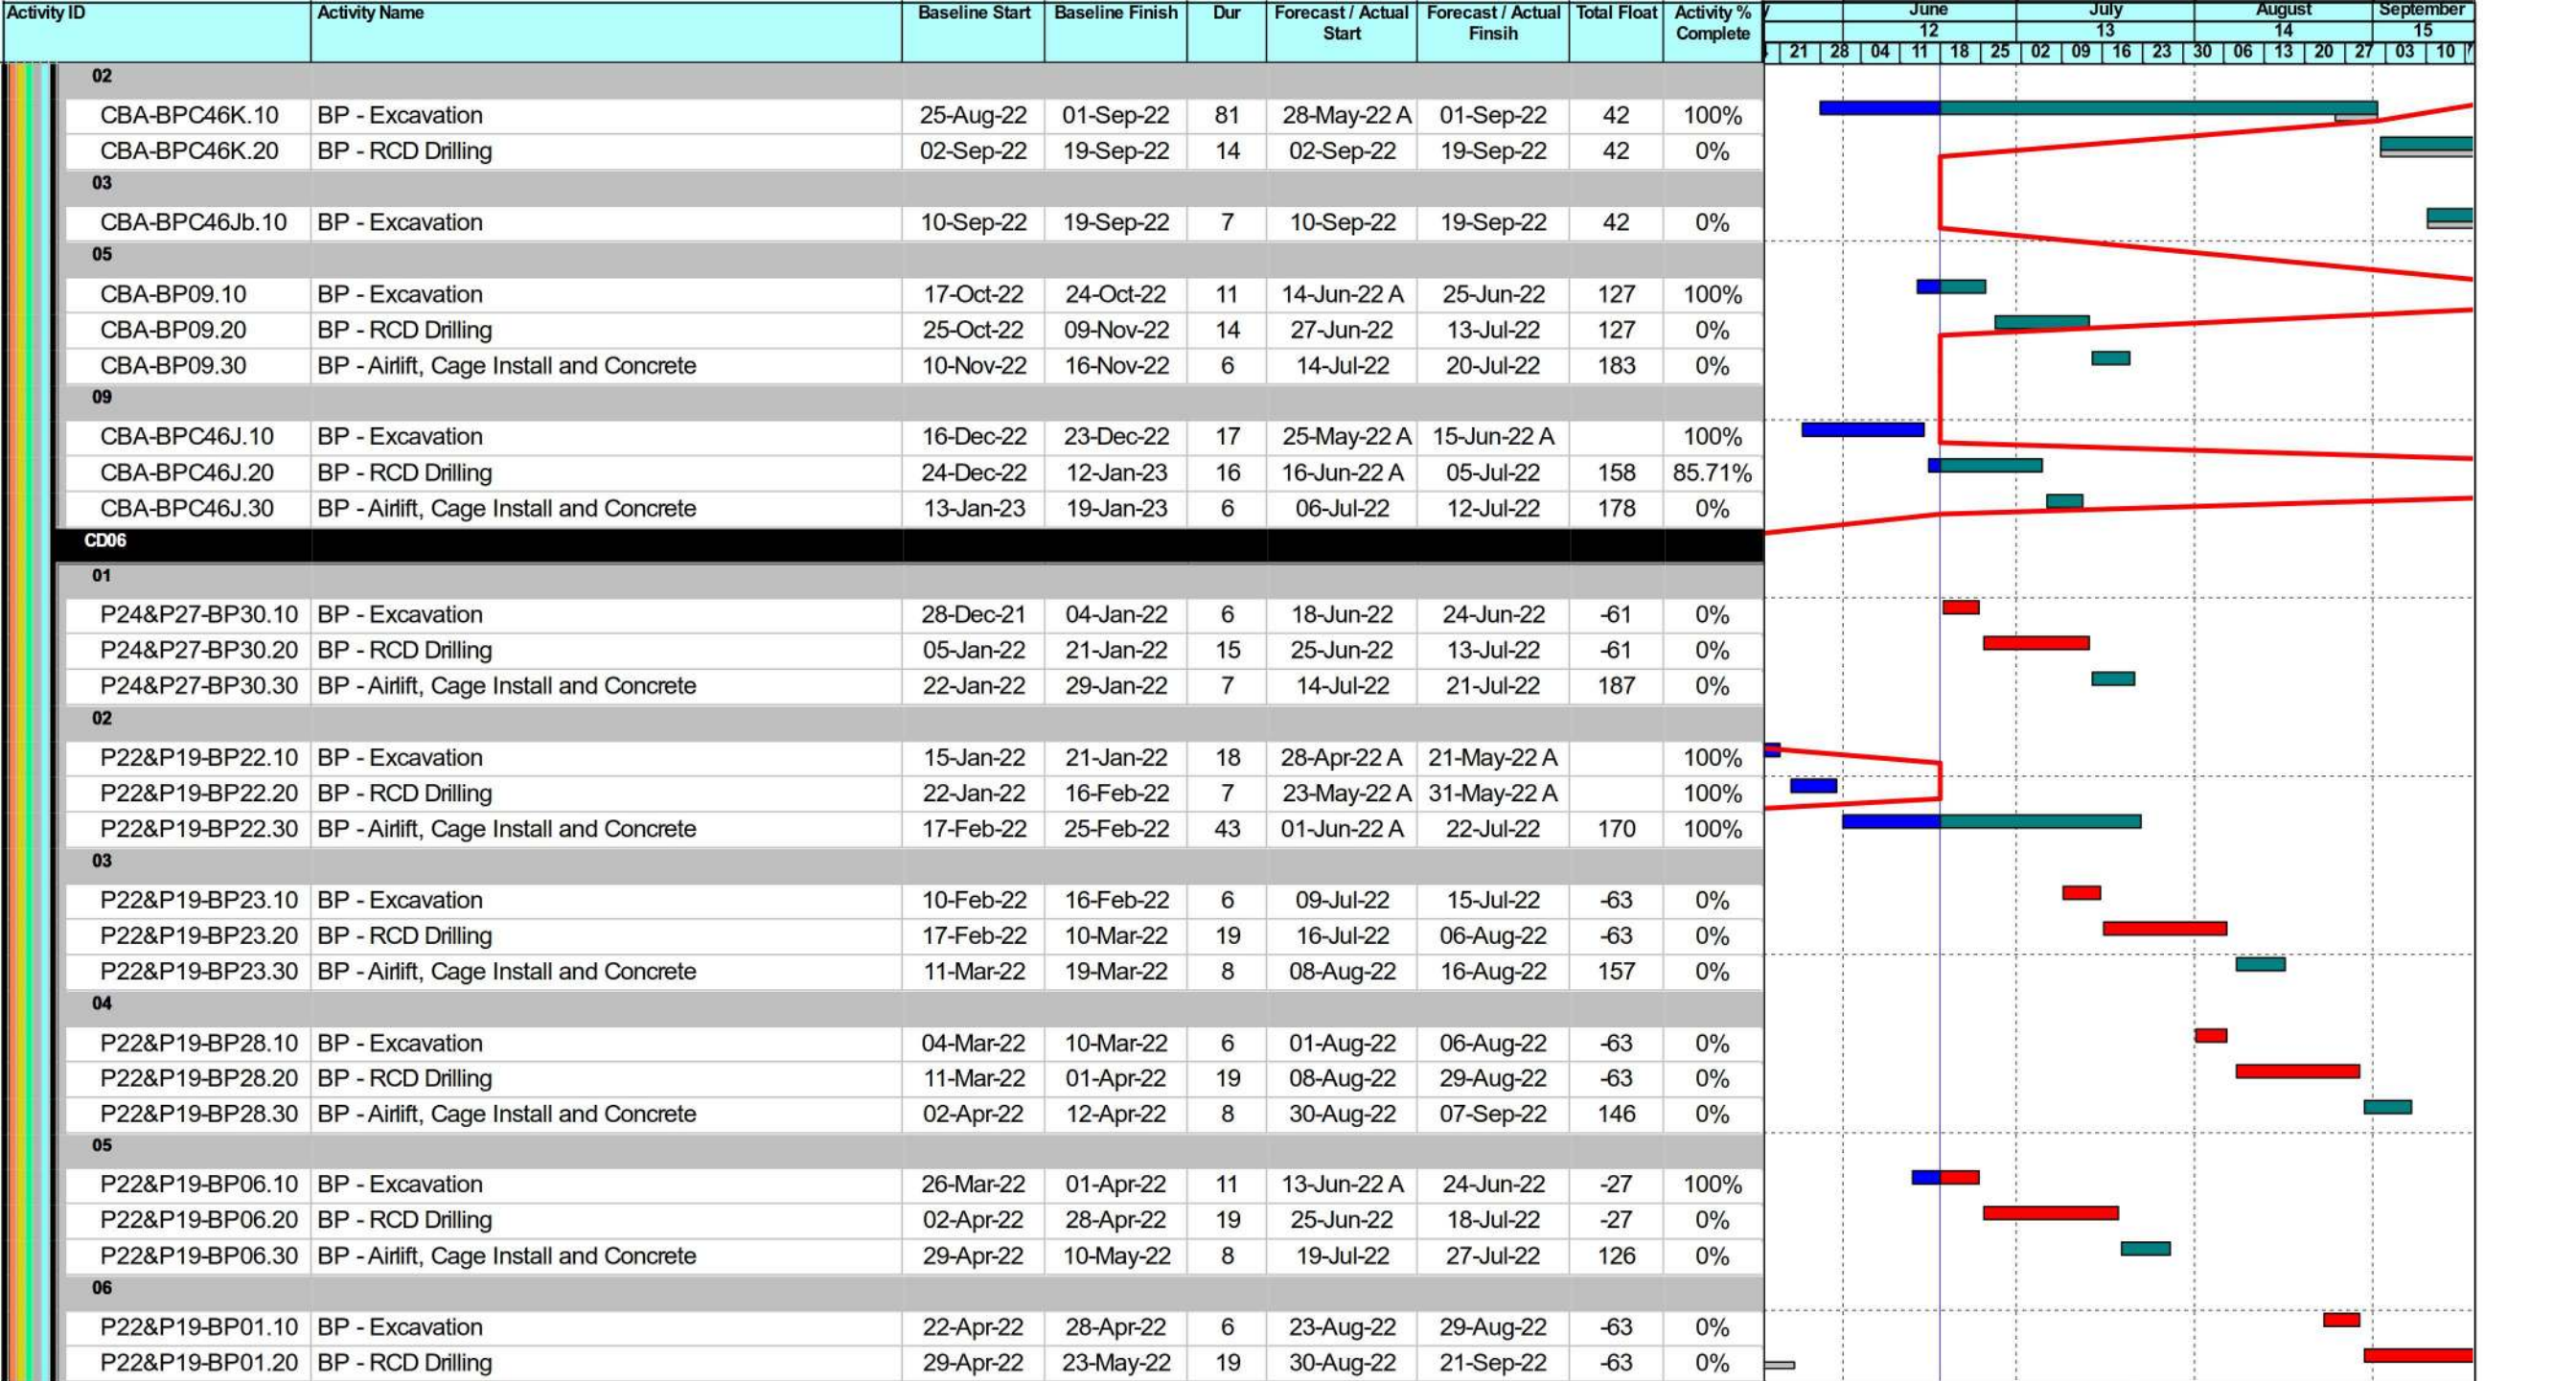 Activity ID Activity Name Baseline Start Baseline Finish Dur Forecast / Actual Start Forecast / Actual Finsih Total Float Activity % Complete
June July August September
12 13 14 15
21 28 04 11 18 25 02 09 16 23 30 06 13 20 27 03 10
02
CBA-BPC46K.10 BP - Excavation 25-Aug-22 01-Sep-22 81 28-May-22 A 01-Sep-22 42 100%
CBA-BPC46K.20 BP - RCD Drilling 02-Sep-22 19-Sep-22 14 02-Sep-22 19-Sep-22 42 0%
03
CBA-BPC46Jb.10 BP - Excavation 10-Sep-22 19-Sep-22 7 10-Sep-22 19-Sep-22 42 0%
05
CBA-BP09.10 BP - Excavation 17-Oct-22 24-Oct-22 11 14-Jun-22 A 25-Jun-22 127 100%
CBA-BP09.20 BP - RCD Drilling 25-Oct-22 09-Nov-22 14 27-Jun-22 13-Jul-22 127 0%
CBA-BP09.30 BP - Airlift, Cage Install and Concrete 10-Nov-22 16-Nov-22 6 14-Jul-22 20-Jul-22 183 0%
09
CBA-BPC46J.10 BP - Excavation 16-Dec-22 23-Dec-22 17 25-May-22 A 15-Jun-22 A 100%
CBA-BPC46J.20 BP - RCD Drilling 24-Dec-22 12-Jan-23 16 16-Jun-22 A 05-Jul-22 158 85.71%
CBA-BPC46J.30 BP - Airlift, Cage Install and Concrete 13-Jan-23 19-Jan-23 6 06-Jul-22 12-Jul-22 178 0%
CD06
01
P24&P27-BP30.10 BP - Excavation 28-Dec-21 04-Jan-22 6 18-Jun-22 24-Jun-22 -61 0%
P24&P27-BP30.20 BP - RCD Drilling 05-Jan-22 21-Jan-22 15 25-Jun-22 13-Jul-22 -61 0%
P24&P27-BP30.30 BP - Airlift, Cage Install and Concrete 22-Jan-22 29-Jan-22 7 14-Jul-22 21-Jul-22 187 0%
02
P22&P19-BP22.10 BP - Excavation 15-Jan-22 21-Jan-22 18 28-Apr-22 A 21-May-22 A 100%
P22&P19-BP22.20 BP - RCD Drilling 22-Jan-22 16-Feb-22 7 23-May-22 A 31-May-22 A 100%
P22&P19-BP22.30 BP - Airlift, Cage Install and Concrete 17-Feb-22 25-Feb-22 43 01-Jun-22 A 22-Jul-22 170 100%
03
P22&P19-BP23.10 BP - Excavation 10-Feb-22 16-Feb-22 6 09-Jul-22 15-Jul-22 -63 0%
P22&P19-BP23.20 BP - RCD Drilling 17-Feb-22 10-Mar-22 19 16-Jul-22 06-Aug-22 -63 0%
P22&P19-BP23.30 BP - Airlift, Cage Install and Concrete 11-Mar-22 19-Mar-22 8 08-Aug-22 16-Aug-22 157 0%
04
P22&P19-BP28.10 BP - Excavation 04-Mar-22 10-Mar-22 6 01-Aug-22 06-Aug-22 -63 0%
P22&P19-BP28.20 BP - RCD Drilling 11-Mar-22 01-Apr-22 19 08-Aug-22 29-Aug-22 -63 0%
P22&P19-BP28.30 BP - Airlift, Cage Install and Concrete 02-Apr-22 12-Apr-22 8 30-Aug-22 07-Sep-22 146 0%
05
P22&P19-BP06.10 BP - Excavation 26-Mar-22 01-Apr-22 11 13-Jun-22 A 24-Jun-22 -27 100%
P22&P19-BP06.20 BP - RCD Drilling 02-Apr-22 28-Apr-22 19 25-Jun-22 18-Jul-22 -27 0%
P22&P19-BP06.30 BP - Airlift, Cage Install and Concrete 29-Apr-22 10-May-22 8 19-Jul-22 27-Jul-22 126 0%
06
P22&P19-BP01.10 BP - Excavation 22-Apr-22 28-Apr-22 6 23-Aug-22 29-Aug-22 -63 0%
P22&P19-BP01.20 BP - RCD Drilling 29-Apr-22 23-May-22 19 30-Aug-22 21-Sep-22 -63 0%